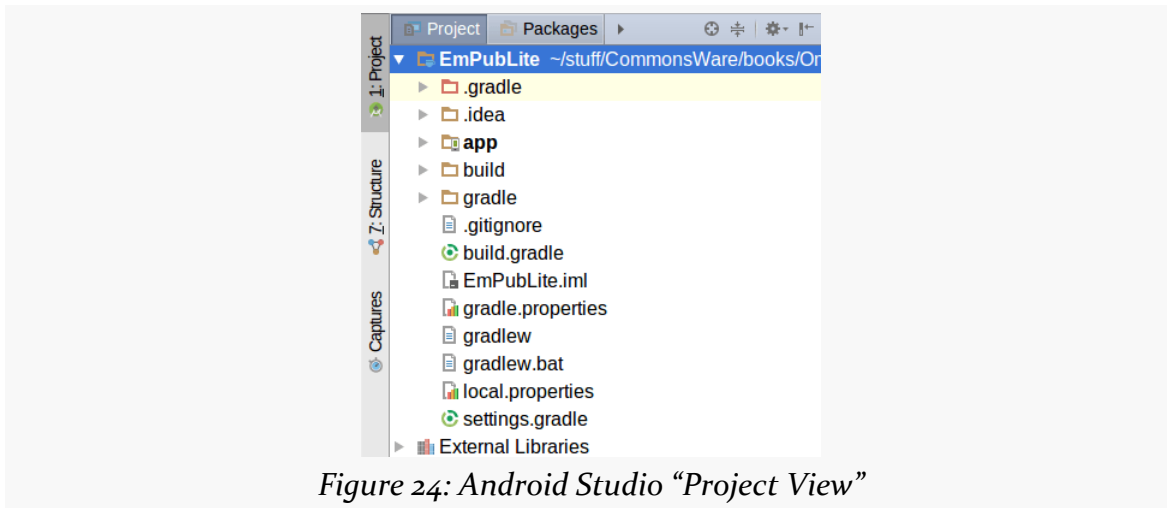 Project Packages
1: Project
7: Structure
Captures
EmPubLite ~/stuff/CommonsWare/books/Or
.gradle
.idea
app
build
gradle
.gitignore
build.gradle
EmPubLite.iml
gradle.properties
gradlew
gradlew.bat
local.properties
settings.gradle
External Libraries
Figure 24: Android Studio “Project View”